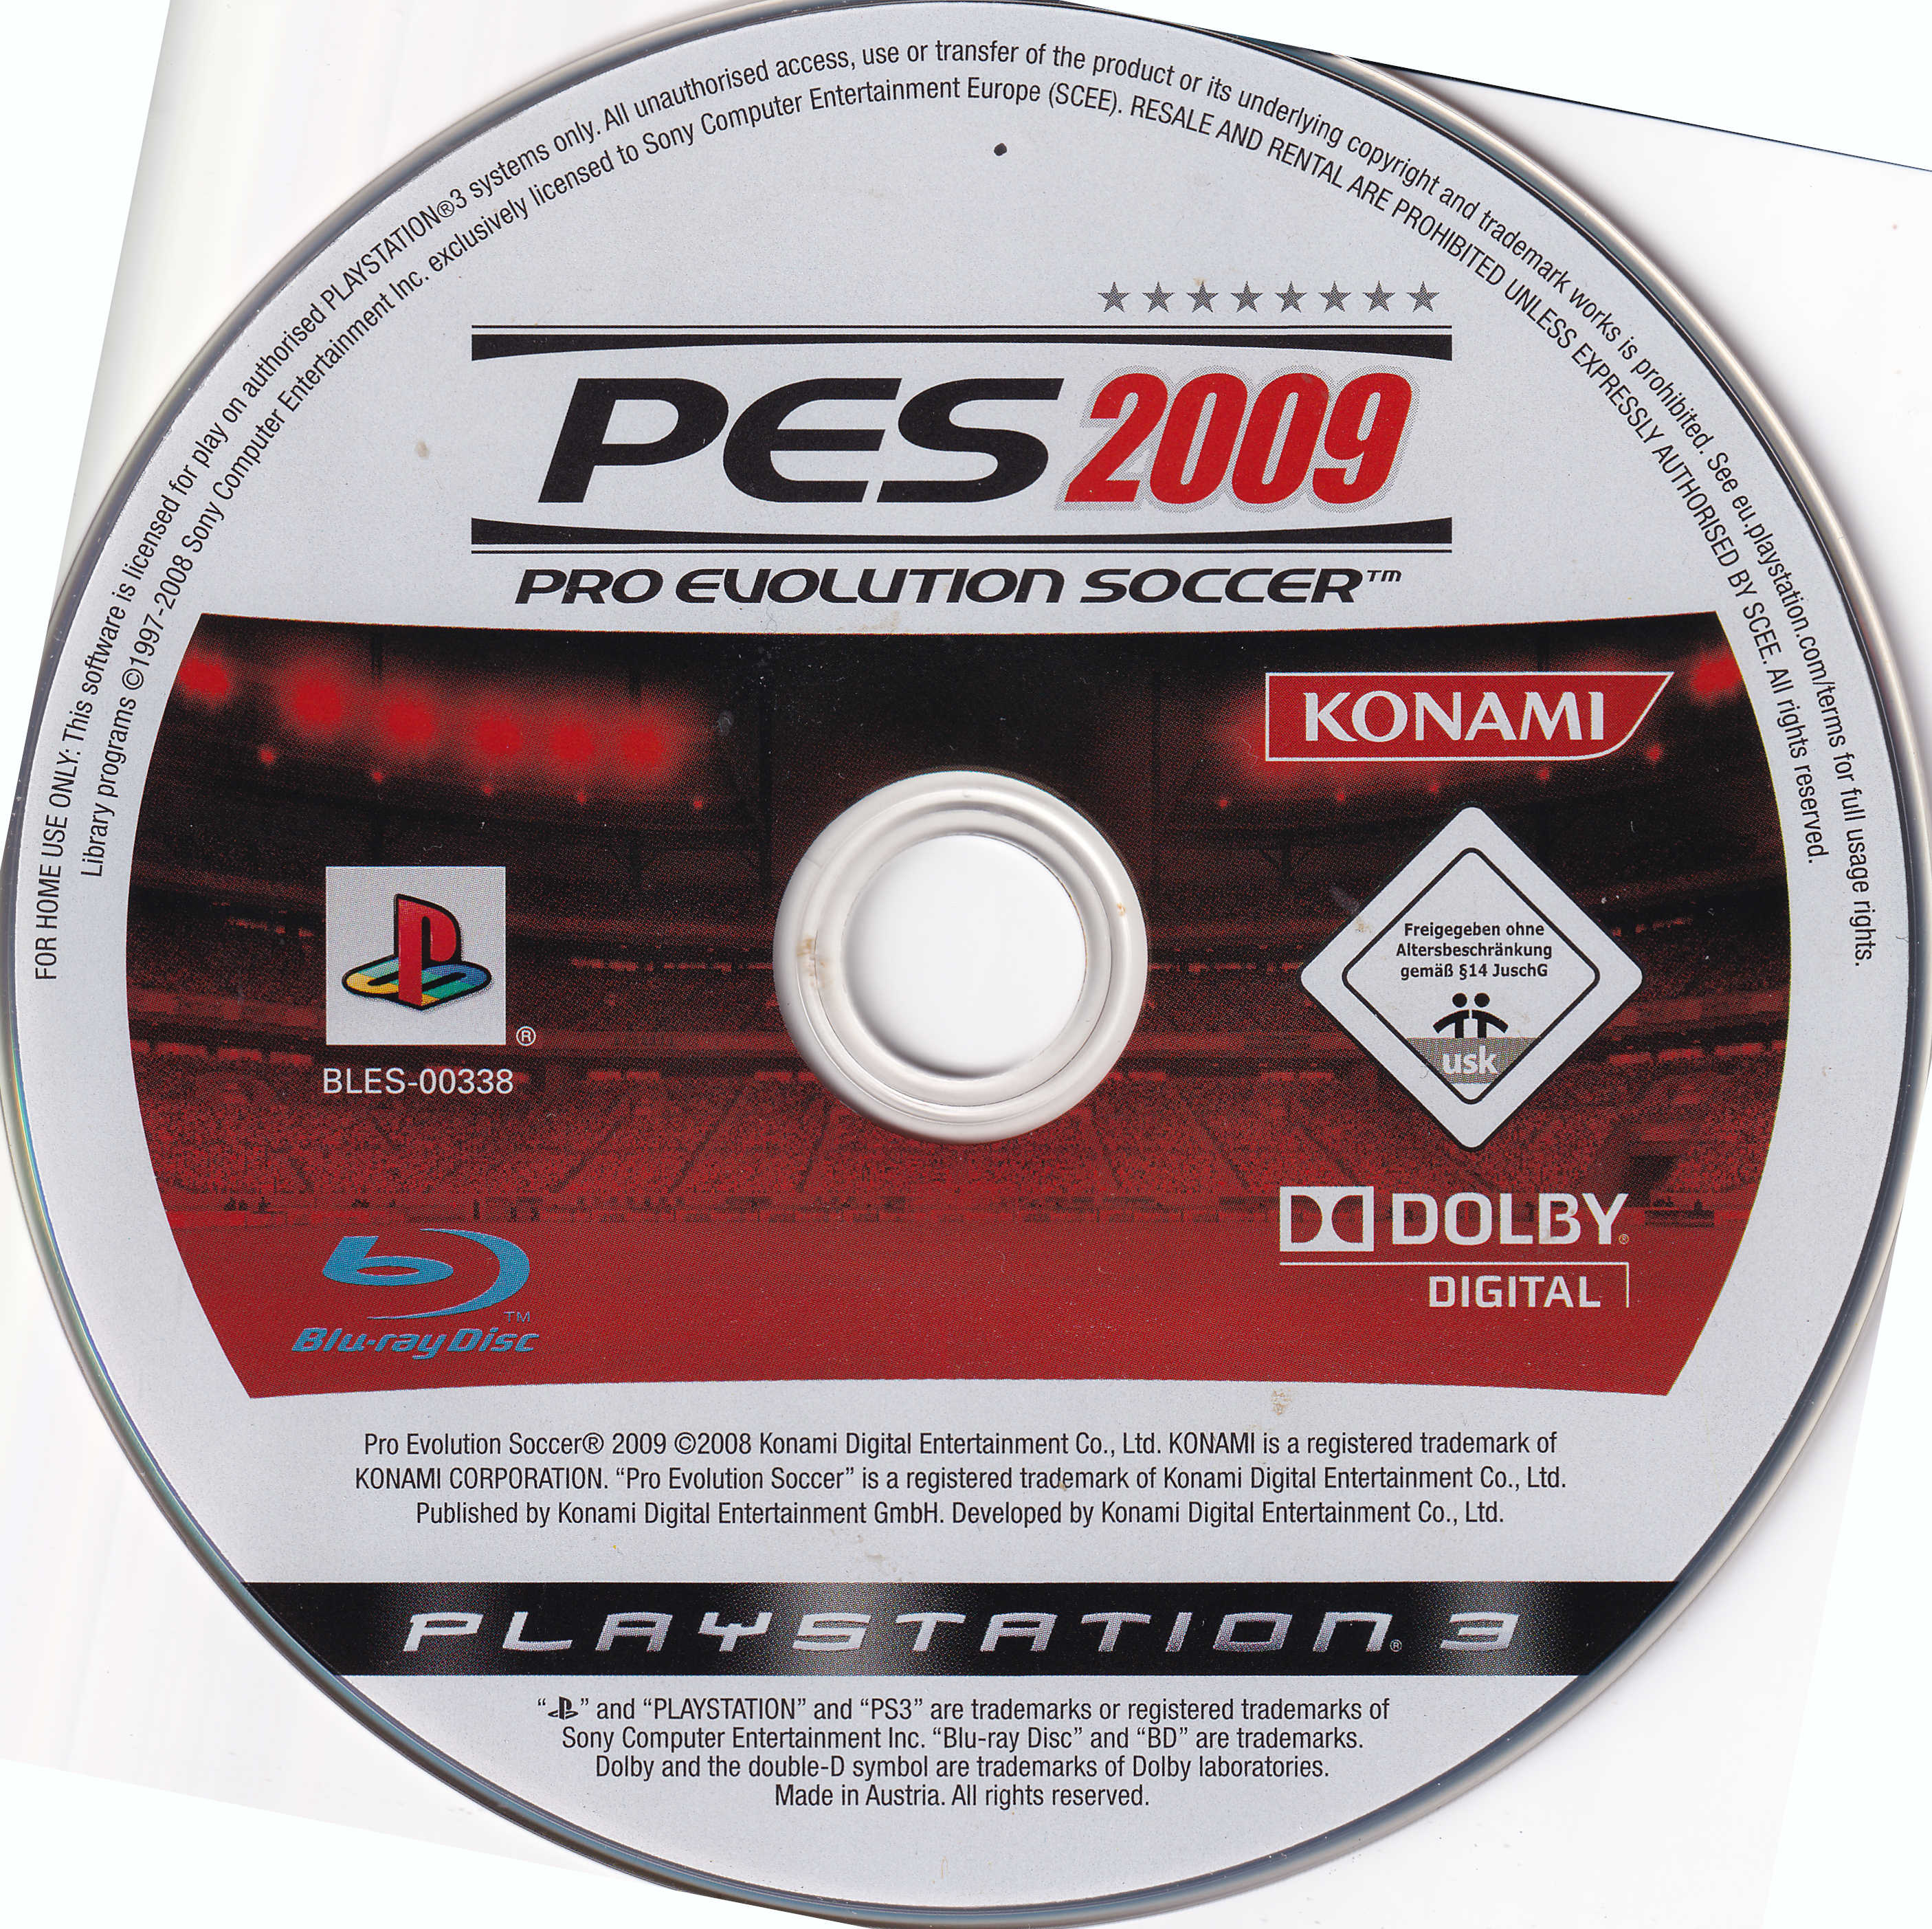 FOR HOME USE ONLY: This software is licensed for play on authorised PLAYSTATION®3 systems only. All unauthorised access, use or transfer of the product or its underlying copyright and trademark works is prohibited. See eu.playstation.com/terms for full usage rights.
Library programs ©1997-2008 Sony Computer Entertainment Inc. exclusively licensed to Sony Computer Entertainment Europe (SCEE). RESALE AND RENTAL ARE PROHIBITED UNLESS EXPRESSLY AUTHORISED BY SCEE. All rights reserved.
PES 2009
PRO EVOLUTION SOCCER™
KONAMI
®
BLES-00338
Freigegeben ohne
Altersbeschränkung
gemäß §14 JuschG
usk
DOLBY®
DIGITAL
TM
Blu-ray Disc
Pro Evolution Soccer® 2009 ©2008 Konami Digital Entertainment Co., Ltd. KONAMI is a registered trademark of
KONAMI CORPORATION. “Pro Evolution Soccer” is a registered trademark of Konami Digital Entertainment Co., Ltd.
Published by Konami Digital Entertainment GmbH. Developed by Konami Digital Entertainment Co., Ltd.
PLAYSTATION® 3
“ ” and “PLAYSTATION” and “PS3” are trademarks or registered trademarks of
Sony Computer Entertainment Inc. “Blu-ray Disc” and “BD” are trademarks.
Dolby and the double-D symbol are trademarks of Dolby laboratories.
Made in Austria. All rights reserved.